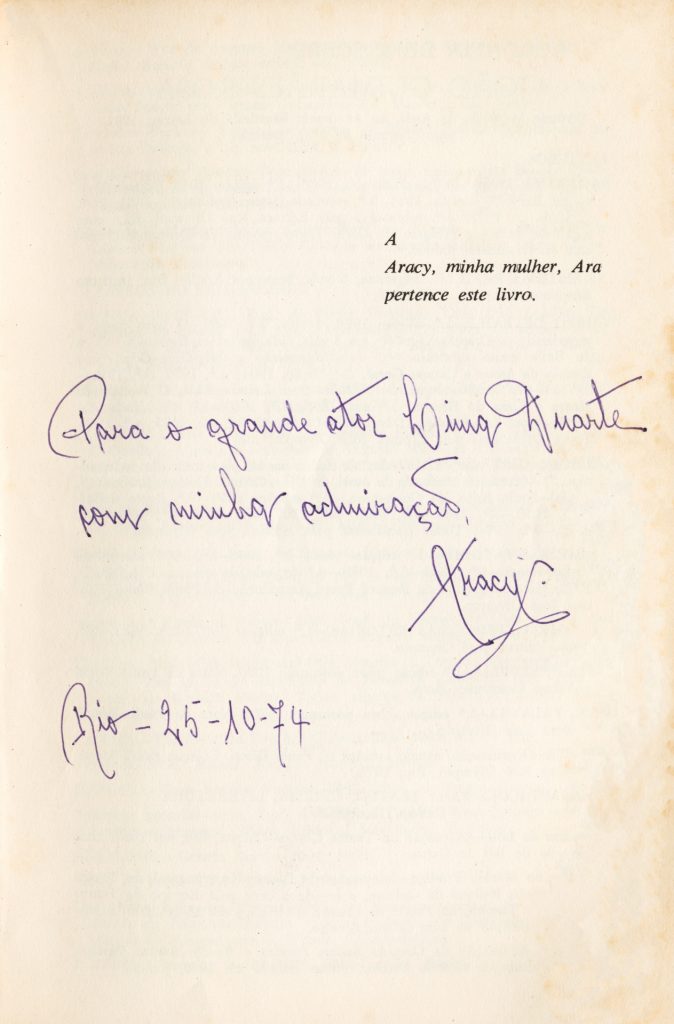 A
Aracy, minha mulher, Ara
pertence este livro.
Para o grande ator Lima Duarte
com minha admiração,
Aracy.
Rio - 25-10-74